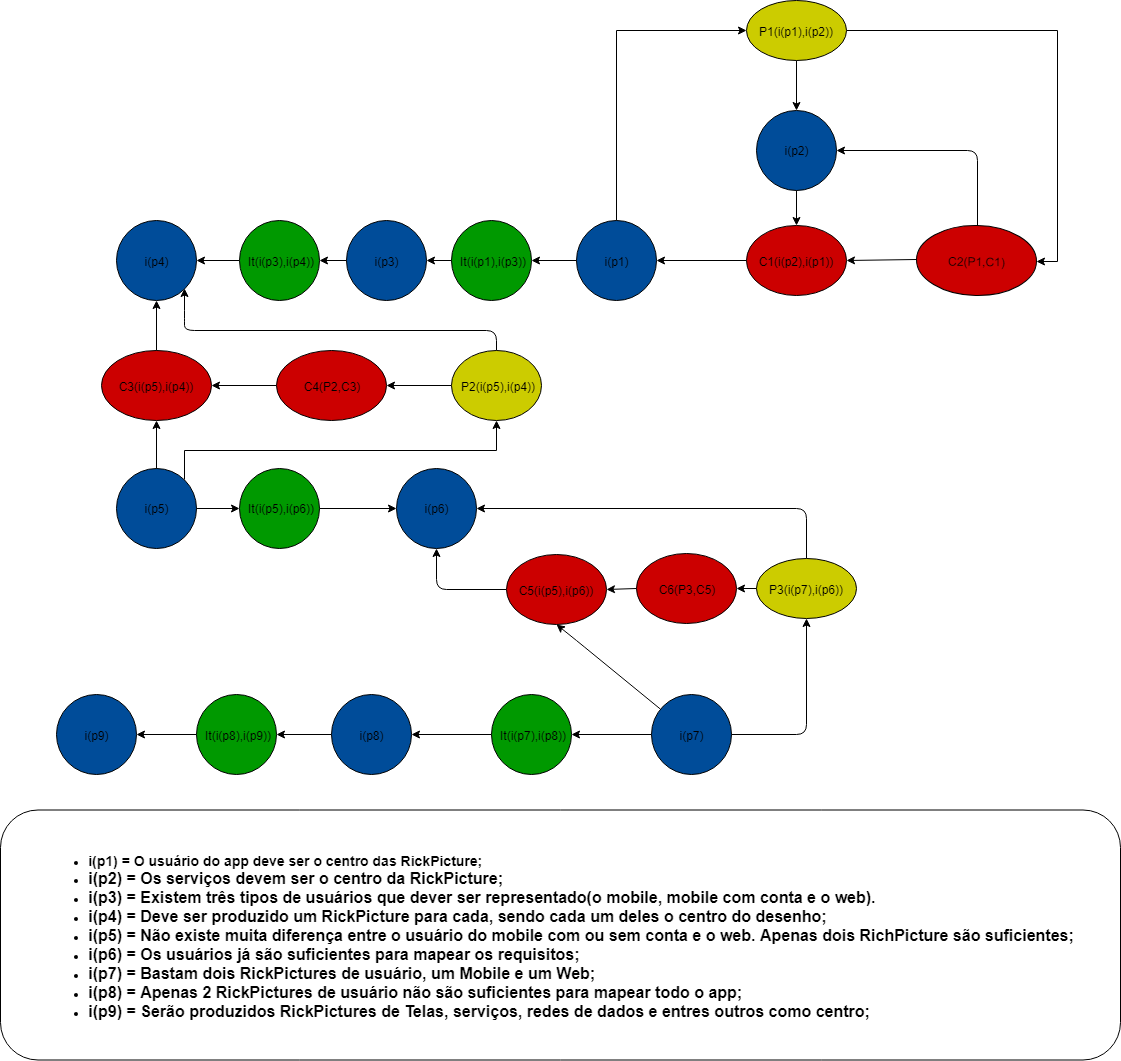 P1(i(p1),i(p2))
i(p2)
i(p4)
It(i(p3),i(p4))
i(p3)
It(i(p1),i(p3))
i(p1)
C1(i(p2),i(p1))
C2(P1,C1)
C3(i(p5),i(p4))
C4(P2,C3)
P2(i(p5),i(p4))
i(p5)
It(i(p5),i(p6))
i(p6)
C5(i(p5),i(p6))
C6(P3,C5)
P3(i(p7),i(p6))
i(p9)
It(i(p8),i(p9))
i(p8)
It(i(p7),i(p8))
i(p7)
• i(p1) = O usuário do app deve ser o centro das RickPicture;
• i(p2) = Os serviços devem ser o centro da RickPicture;
• i(p3) = Existem três tipos de usuários que dever ser representado(o mobile, mobile com conta e o web).
• i(p4) = Deve ser produzido um RickPicture para cada, sendo cada um deles o centro do desenho;
• i(p5) = Não existe muita diferença entre o usuário do mobile com ou sem conta e o web. Apenas dois RichPicture são suficientes;
• i(p6) = Os usuários já são suficientes para mapear os requisitos;
• i(p7) = Bastam dois RickPictures de usuário, um Mobile e um Web;
• i(p8) = Apenas 2 RickPictures de usuário não são suficientes para mapear todo o app;
• i(p9) = Serão produzidos RickPictures de Telas, serviços, redes de dados e entres outros como centro;